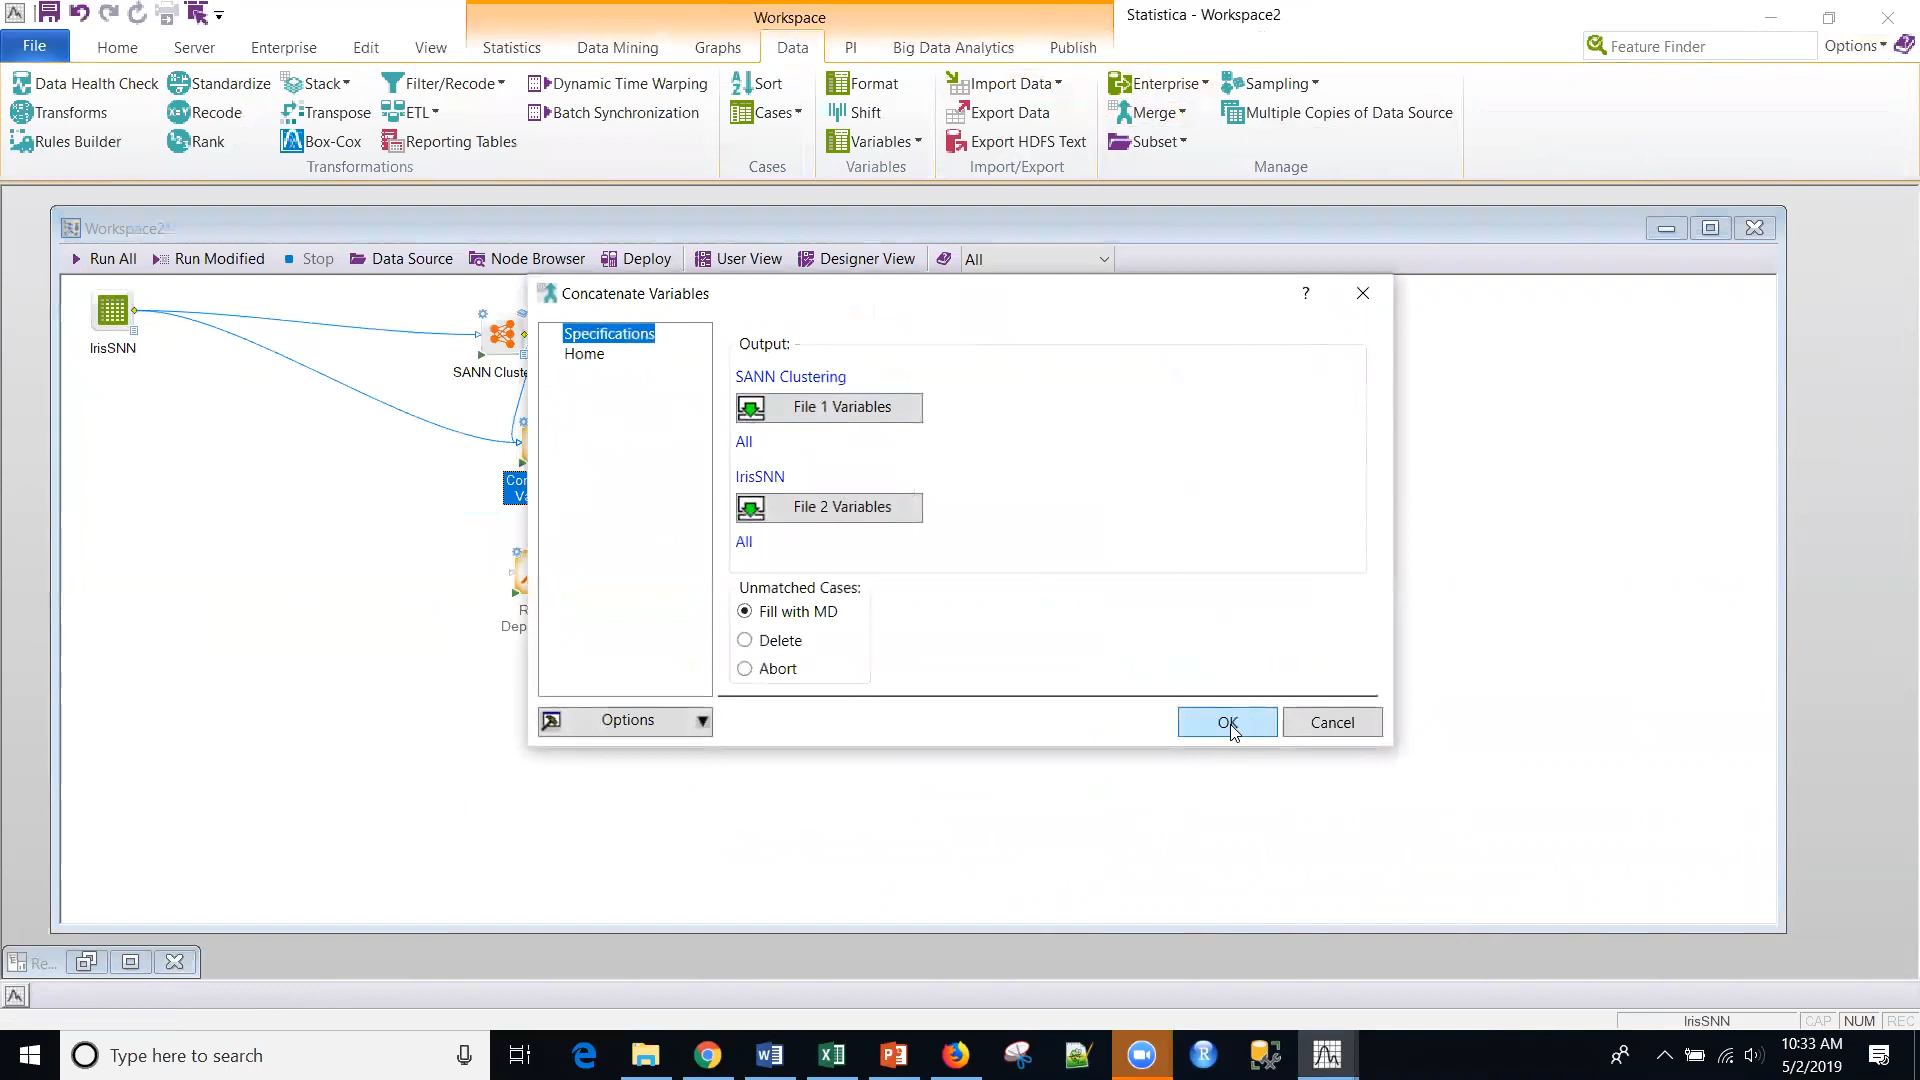 Workspace
Statistica - Workspace2
File
Home
Server
Enterprise
Edit
View
Statistics
Data Mining
Graphs
Data
PI
Big Data Analytics
Publish
Feature Finder
Options
Data Health Check
Standardize
Stack
Filter/Recode
Dynamic Time Warping
Sort
Format
Import Data
Enterprise
Sampling
Transforms
Recode
Transpose
ETL
Batch Synchronization
Cases
Shift
Export Data
Merge
Multiple Copies of Data Source
Rules Builder
Rank
Box-Cox
Reporting Tables
Variables
Export HDFS Text
Subset
Transformations
Cases
Variables
Import/Export
Manage
Workspace2*
Run All
Run Modified
Stop
Data Source
Node Browser
Deploy
User View
Designer View
All
IrisSNN
SANN Cluste
Con
Va
R
Dep
Concatenate Variables
?
Specifications
Home
Output:
SANN Clustering
File 1 Variables
All
IrisSNN
File 2 Variables
All
Unmatched Cases:
Fill with MD
Delete
Abort
Options
OK
Cancel
Re...
IrisSNN
CAP
NUM
REC
Type here to search
10:33 AM
5/2/2019